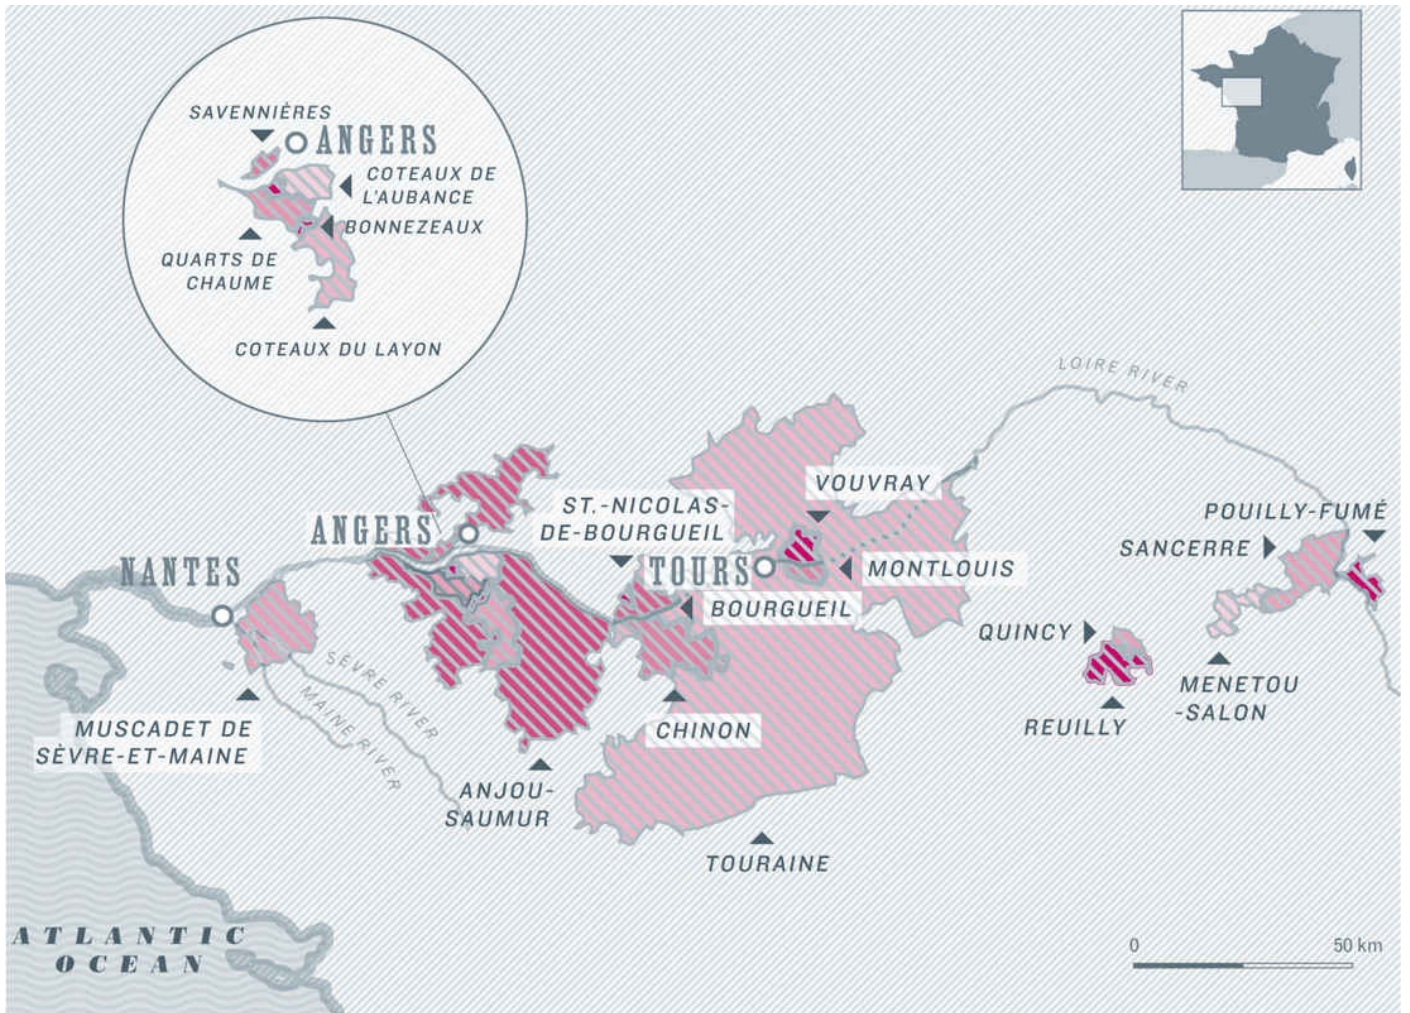 SAVENNIÈRES
ANGERS
COTEAUX DE
L'AUBANCE
BONNEZEAUX
QUARTS DE
CHAUME
COTEAUX DU LAYON
LOIRE RIVER
VOUVRAY
ST.-NICOLAS-
DE-BOURGUEIL
POUILLY-FUMÉ
ANGERS
SANCERRE
NANTES
TOURS
MONTLOUIS
BOURGUEIL
QUINCY
SÈVRE RIVER
MAINE RIVER
MENETOU
-SALON
MUSCADET DE
SÈVRE-ET-MAINE
CHINON
REUILLY
ANJOU-
SAUMUR
TOURAINE
ATLANTIC
OCEAN
0 50 km